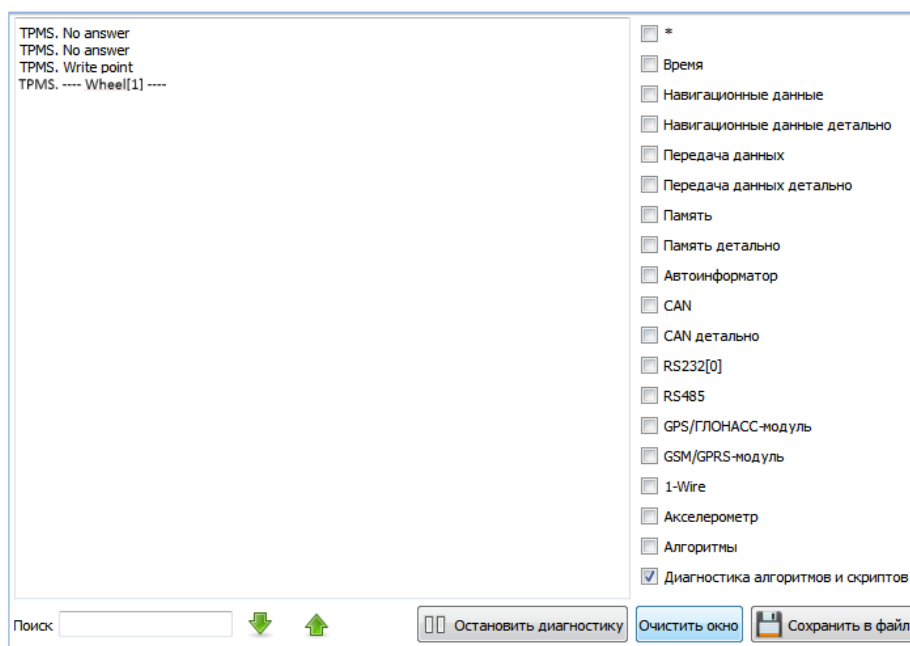 TPMS. No answer
TPMS. No answer
TPMS. Write point
TPMS. ---- Wheel[1] ----
*
Время
Навигационные данные
Навигационные данные детально
Передача данных
Передача данных детально
Память
Память детально
Автоинформатор
CAN
CAN детально
RS232[0]
RS485
GPS/ГЛОНАСС-модуль
GSM/GPRS-модуль
1-Wire
Акселерометр
Алгоритмы
Диагностика алгоритмов и скриптов
Поиск
Остановить диагностику
Очистить окно
Сохранить в файл